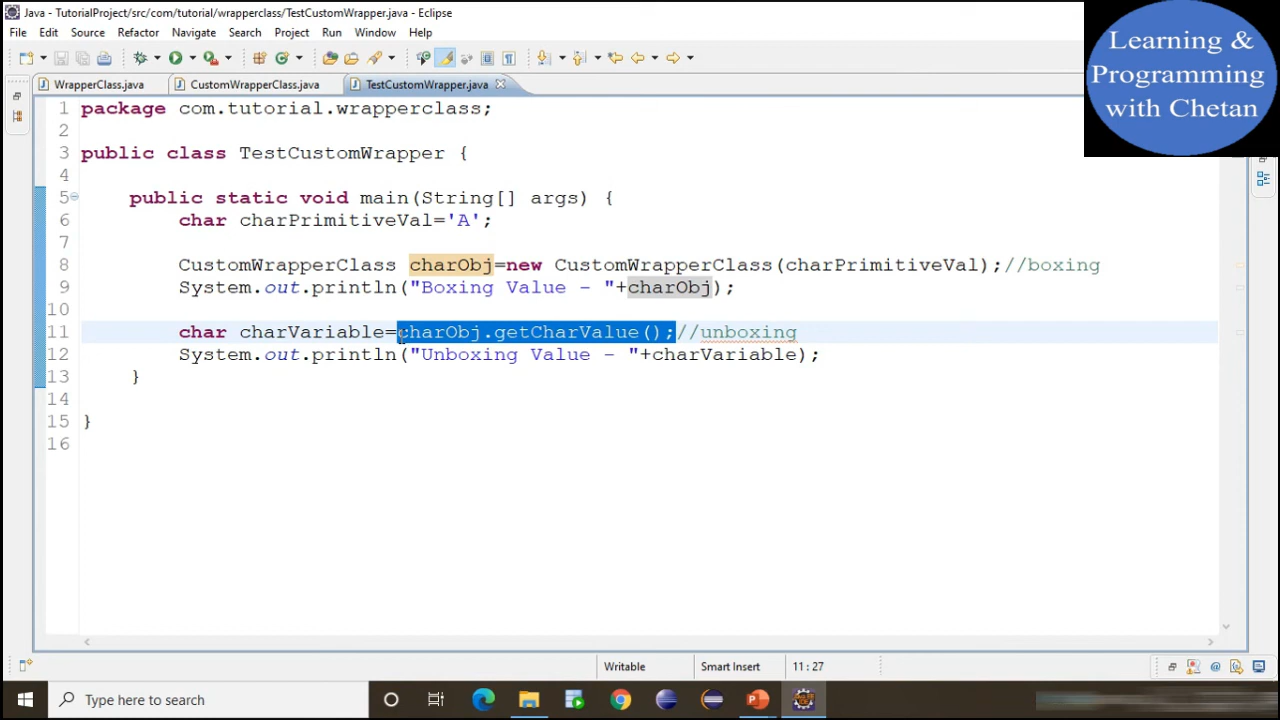 Java - TutorialProject/src/com/tutorial/wrapperclass/TestCustomWrapper.java - Eclipse
File Edit Source Refactor Navigate Search Project Run Window Help
Learning &
Programming
with Chetan
WrapperClass.java CustomWrapperClass.java TestCustomWrapper.java
1 package com.tutorial.wrapperclass;
2
3 public class TestCustomWrapper {
4
5 public static void main(String[] args) {
6 char charPrimitiveVal='A';
7
8 CustomWrapperClass charObj=new CustomWrapperClass(charPrimitiveVal);//boxing
9 System.out.println("Boxing Value - "+charObj);
10
11 char charVariable=charObj.getCharValue();//unboxing
12 System.out.println("Unboxing Value - "+charVariable);
13 }
14
15 }
16
Writable Smart Insert 11 : 27
Type here to search